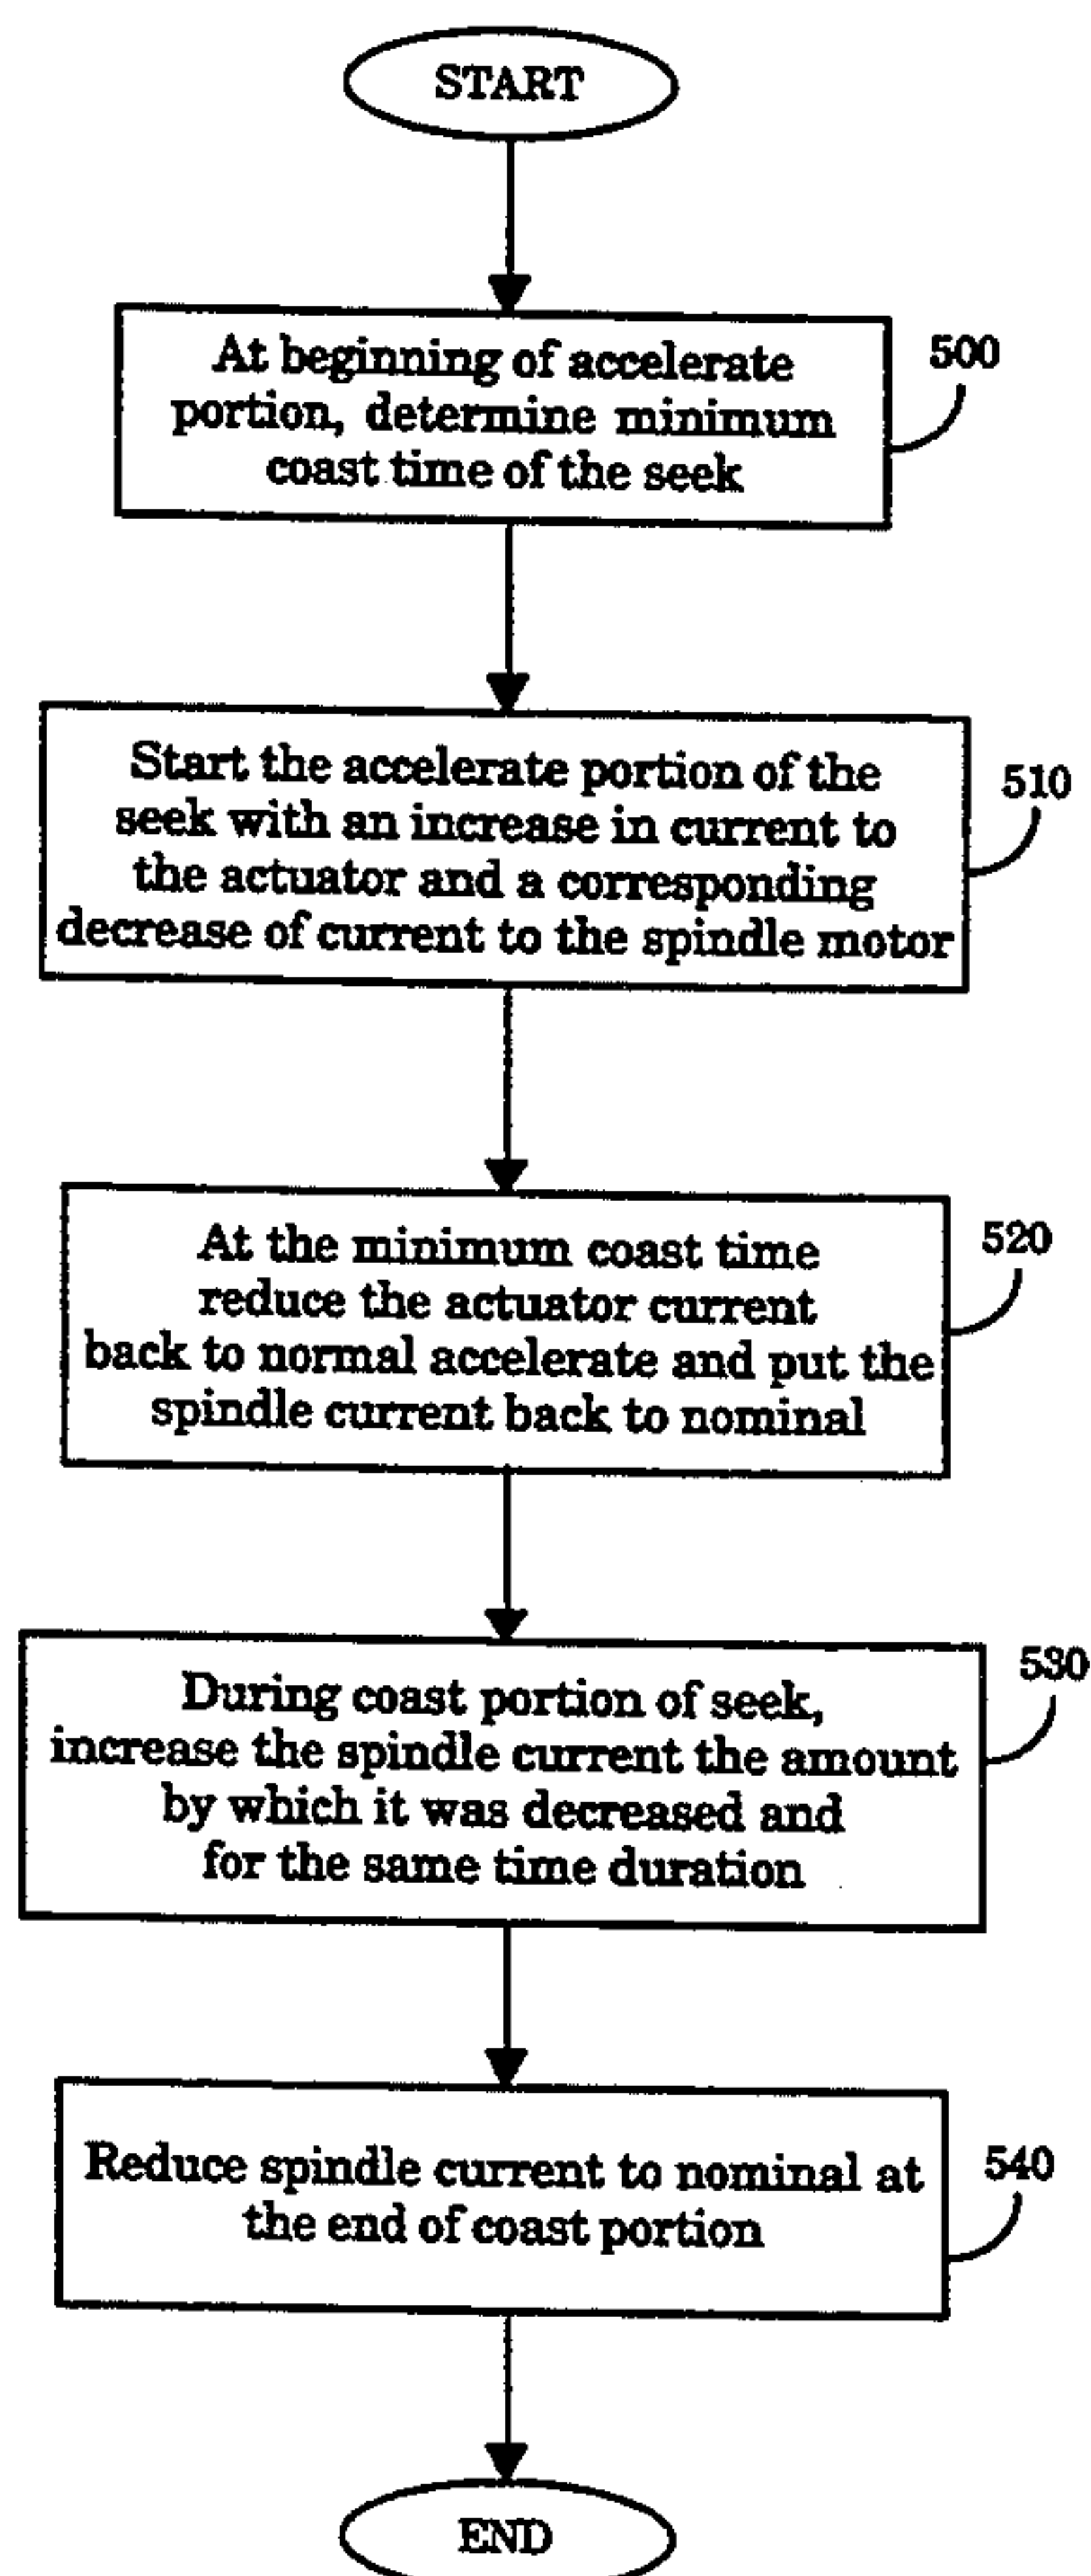 START
At beginning of accelerate
portion, determine minimum
coast time of the seek
500
Start the accelerate portion of the
seek with an increase in current to
the actuator and a corresponding
decrease of current to the spindle motor
510
At the minimum coast time
reduce the actuator current
back to normal accelerate and put the
spindle current back to nominal
520
During coast portion of seek,
increase the spindle current the amount
by which it was decreased and
for the same time duration
530
Reduce spindle current to nominal at
the end of coast portion
540
END